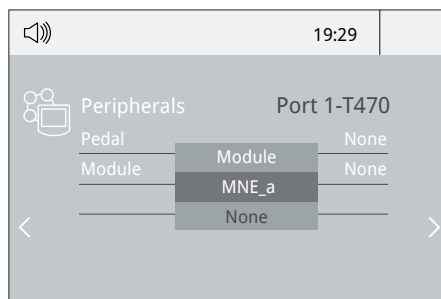 19:29
Peripherals Port 1-T470
Pedal None
Module None
Module
MNE_a
None